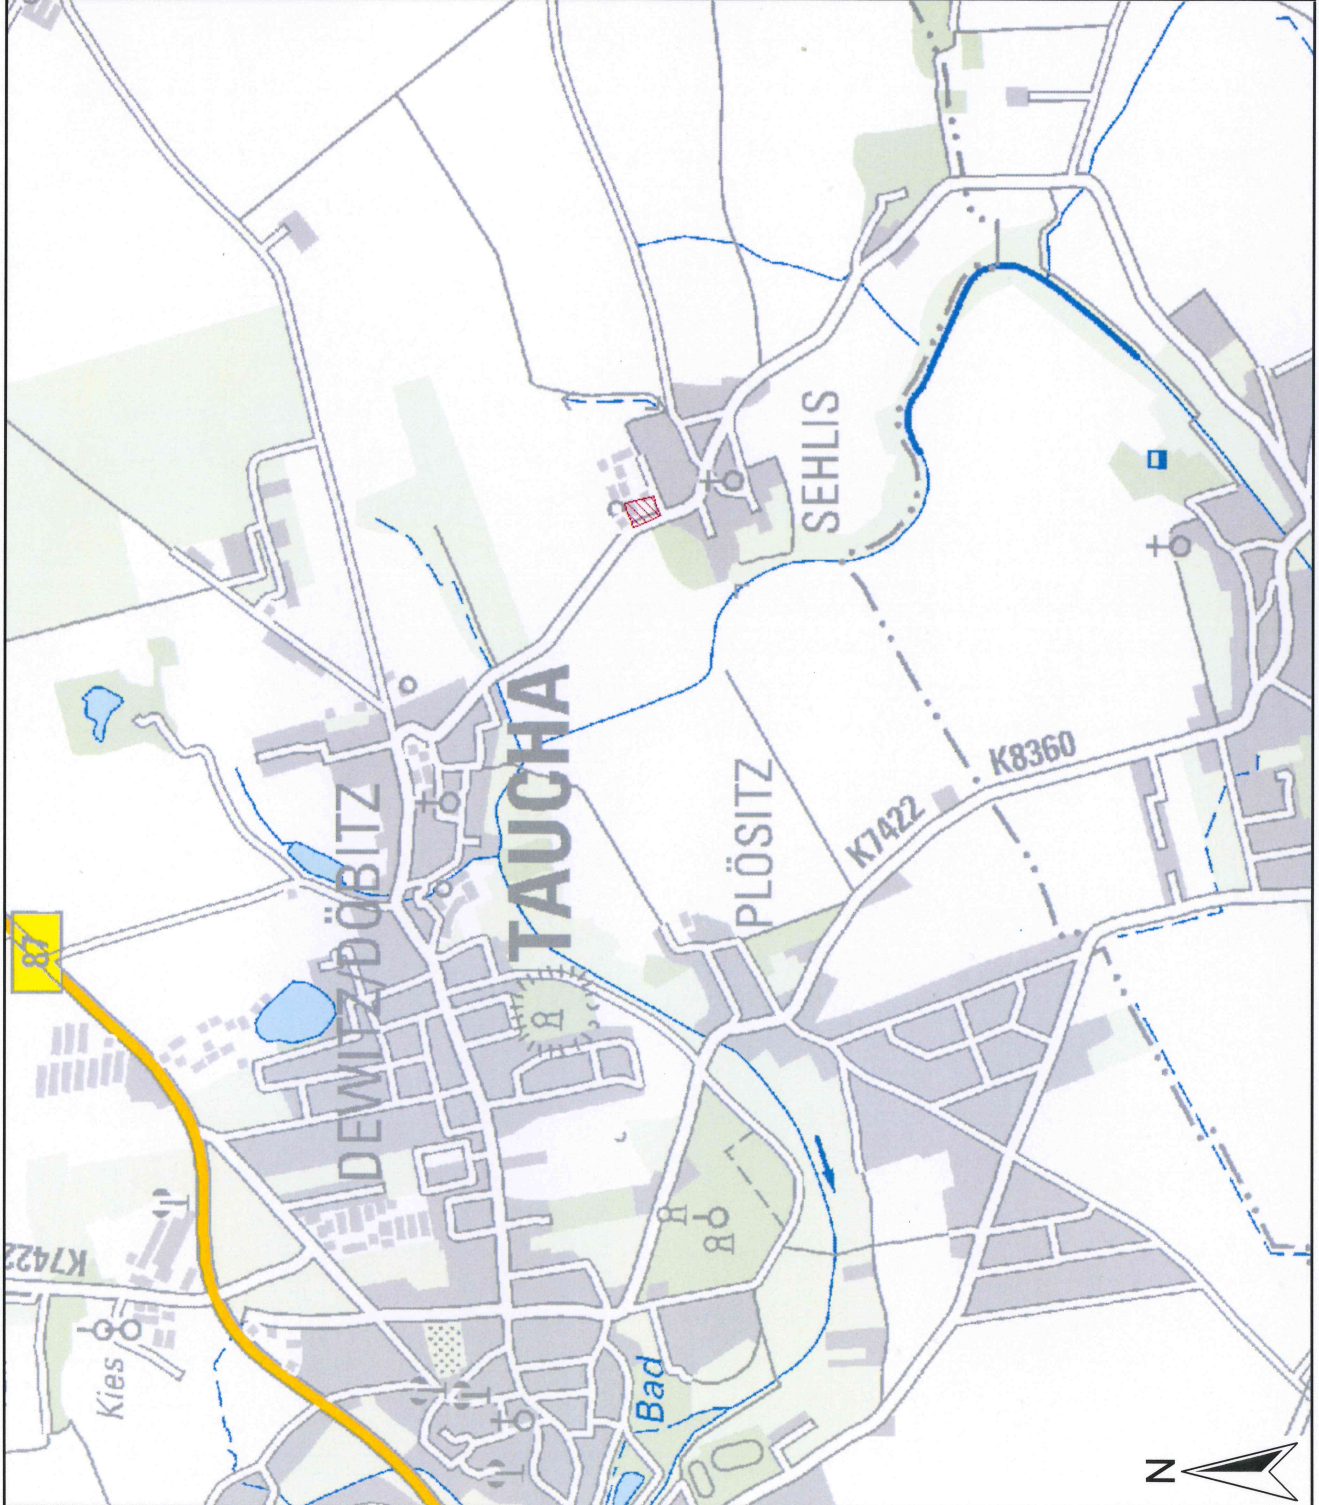 87
DEWITZ/DÖBITZ
TAUCHA
SEHLIS
PLÖSITZ
K7422
K8360
K7422
Kies
Bad
N